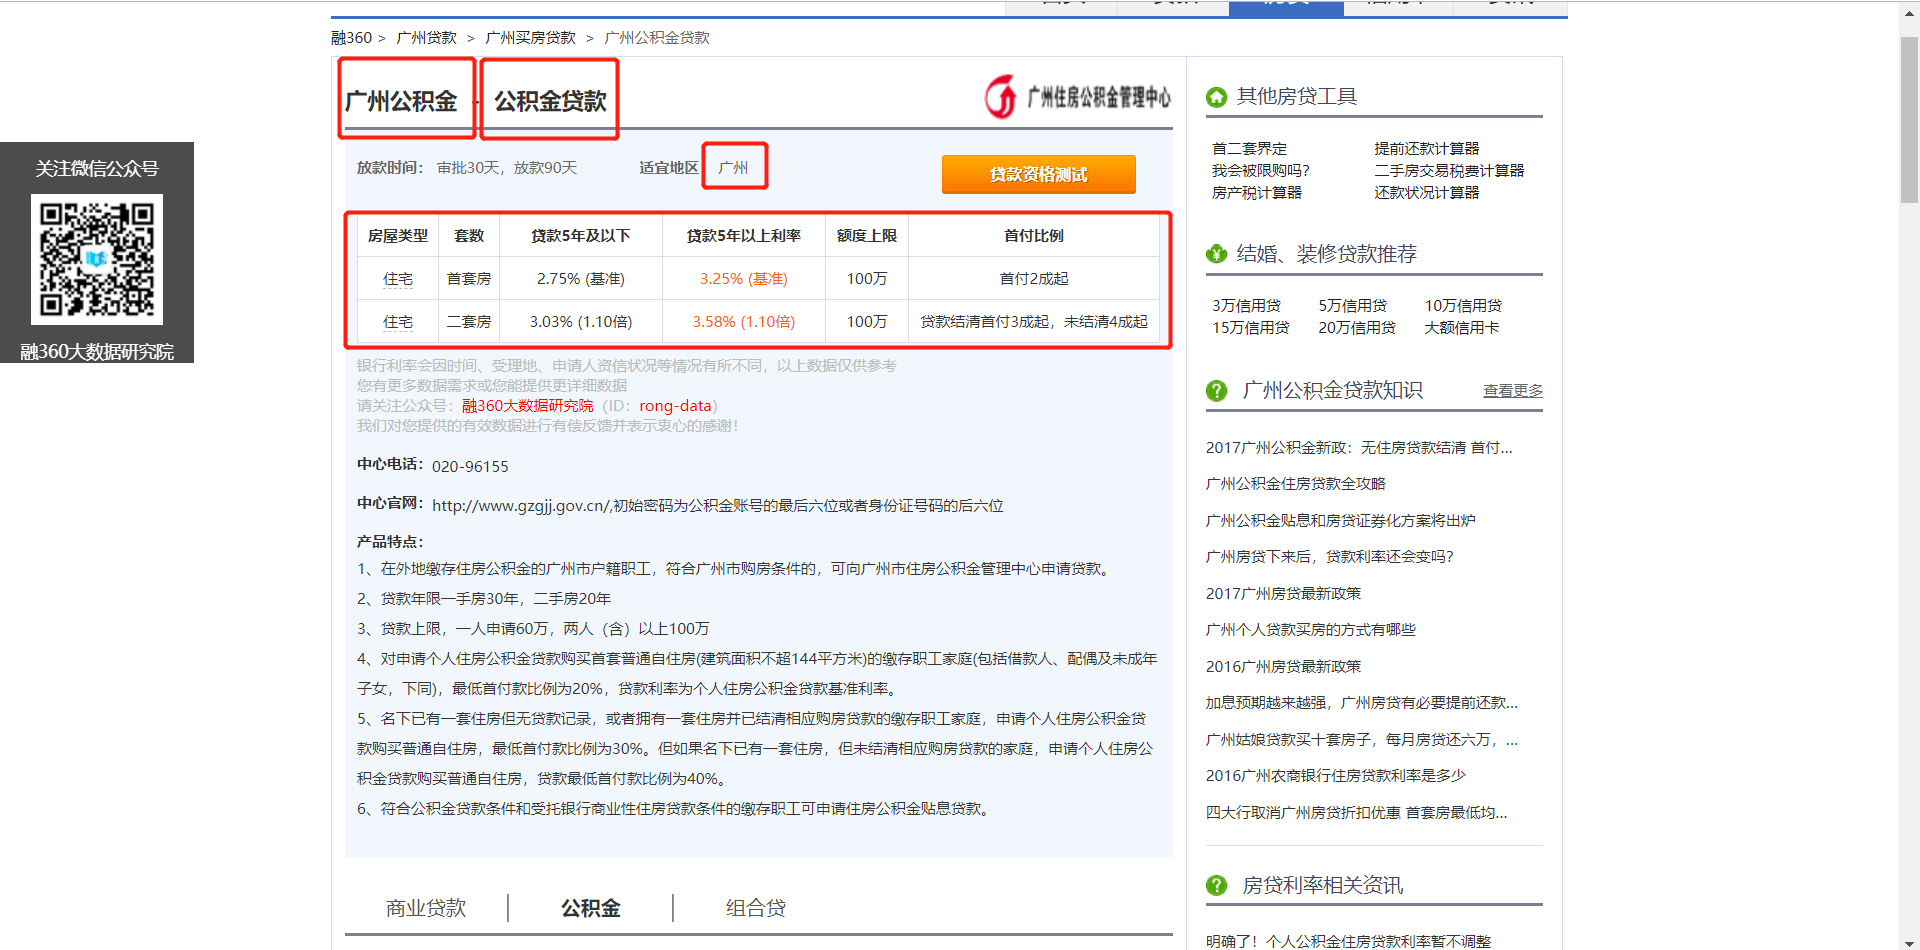 融360 > 广州贷款 > 广州买房贷款 > 广州公积金贷款
广州公积金 - 公积金贷款
广州住房公积金管理中心
放款时间： 审批30天，放款90天 适宜地区 广州
贷款资格测试
房屋类型 套数 贷款5年及以下 贷款5年以上利率 额度上限 首付比例
住宅 首套房 2.75% (基准) 3.25% (基准) 100万 首付2成起
住宅 二套房 3.03% (1.10倍) 3.58% (1.10倍) 100万 贷款结清首付3成起，未结清4成起
银行利率会因时间、受理地、申请人资信状况等情况有所不同，以上数据仅供参考
您有更多数据需求或您能提供更详细数据
请关注公众号：融360大数据研究院（ID：rong-data）
我们对您提供的有效数据进行有偿反馈并表示衷心的感谢！
中心电话： 020-96155
中心官网： http://www.gzgjj.gov.cn/,初始密码为公积金账号的最后六位或者身份证号码的后六位
产品特点：
1、在外地缴存住房公积金的广州市户籍职工，符合广州市购房条件的，可向广州市住房公积金管理中心申请贷款。
2、贷款年限一手房30年，二手房20年
3、贷款上限，一人申请60万，两人（含）以上100万
4、对申请个人住房公积金贷款购买首套普通自住房(建筑面积不超144平方米)的缴存职工家庭(包括借款人、配偶及未成年
子女，下同)，最低首付款比例为20%，贷款利率为个人住房公积金贷款基准利率。
5、名下已有一套住房但无贷款记录，或者拥有一套住房并已结清相应购房贷款的缴存职工家庭，申请个人住房公积金贷
款购买普通自住房，最低首付款比例为30%。但如果名下已有一套住房，但未结清相应购房贷款的家庭，申请个人住房公
积金贷款购买普通自住房，贷款最低首付款比例为40%。
6、符合公积金贷款条件和受托银行商业性住房贷款条件的缴存职工可申请住房公积金贴息贷款。
商业贷款 公积金 组合贷
关注微信公众号
融360大数据研究院
其他房贷工具
首二套界定 提前还款计算器
我会被限购吗? 二手房交易税费计算器
房产税计算器 还款状况计算器
结婚、装修贷款推荐
3万信用贷 5万信用贷 10万信用贷
15万信用贷 20万信用贷 大额信用卡
广州公积金贷款知识 查看更多
2017广州公积金新政：无住房贷款结清 首付...
广州公积金住房贷款全攻略
广州公积金贴息和房贷证券化方案将出炉
广州房贷下来后，贷款利率还会变吗?
2017广州房贷最新政策
广州个人贷款买房的方式有哪些
2016广州房贷最新政策
加息预期越来越强，广州房贷有必要提前还款...
广州姑娘贷款买十套房子，每月房贷还六万，...
2016广州农商银行住房贷款利率是多少
四大行取消广州房贷折扣优惠 首套房最低均...
房贷利率相关资讯
明确了！个人公积金住房贷款利率暂不调整